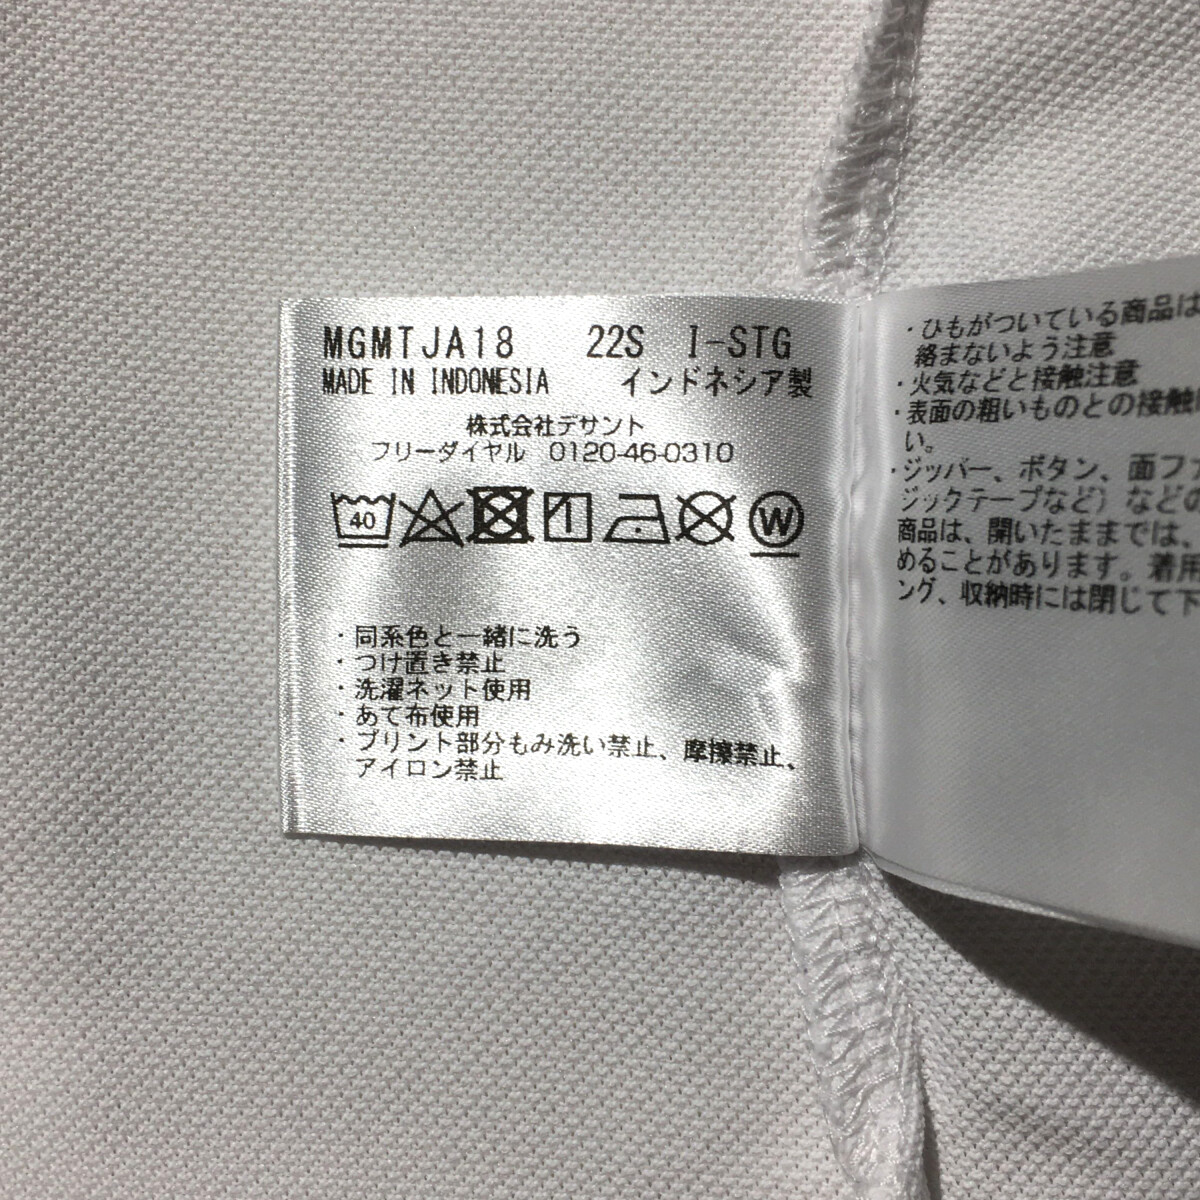 MGMTJA18 22S I-STG
MADE IN INDONESIA インドネシア製
株式会社デサント
フリーダイヤル 0120-46-0310
40
W
・同系色と一緒に洗う
・つけ置き禁止
・洗濯ネット使用
・あて布使用
・プリント部分もみ洗い禁止、摩擦禁止、
アイロン禁止
・ひもがついている商品は
絡まないよう注意
・火気などと接触注意
・表面の粗いものとの接触
い。
・ジッパー、ボタン、面ファ
ジックテープなど）などの
商品は、開いたままでは、
めることがあります。着用
ング、収納時には閉じて下